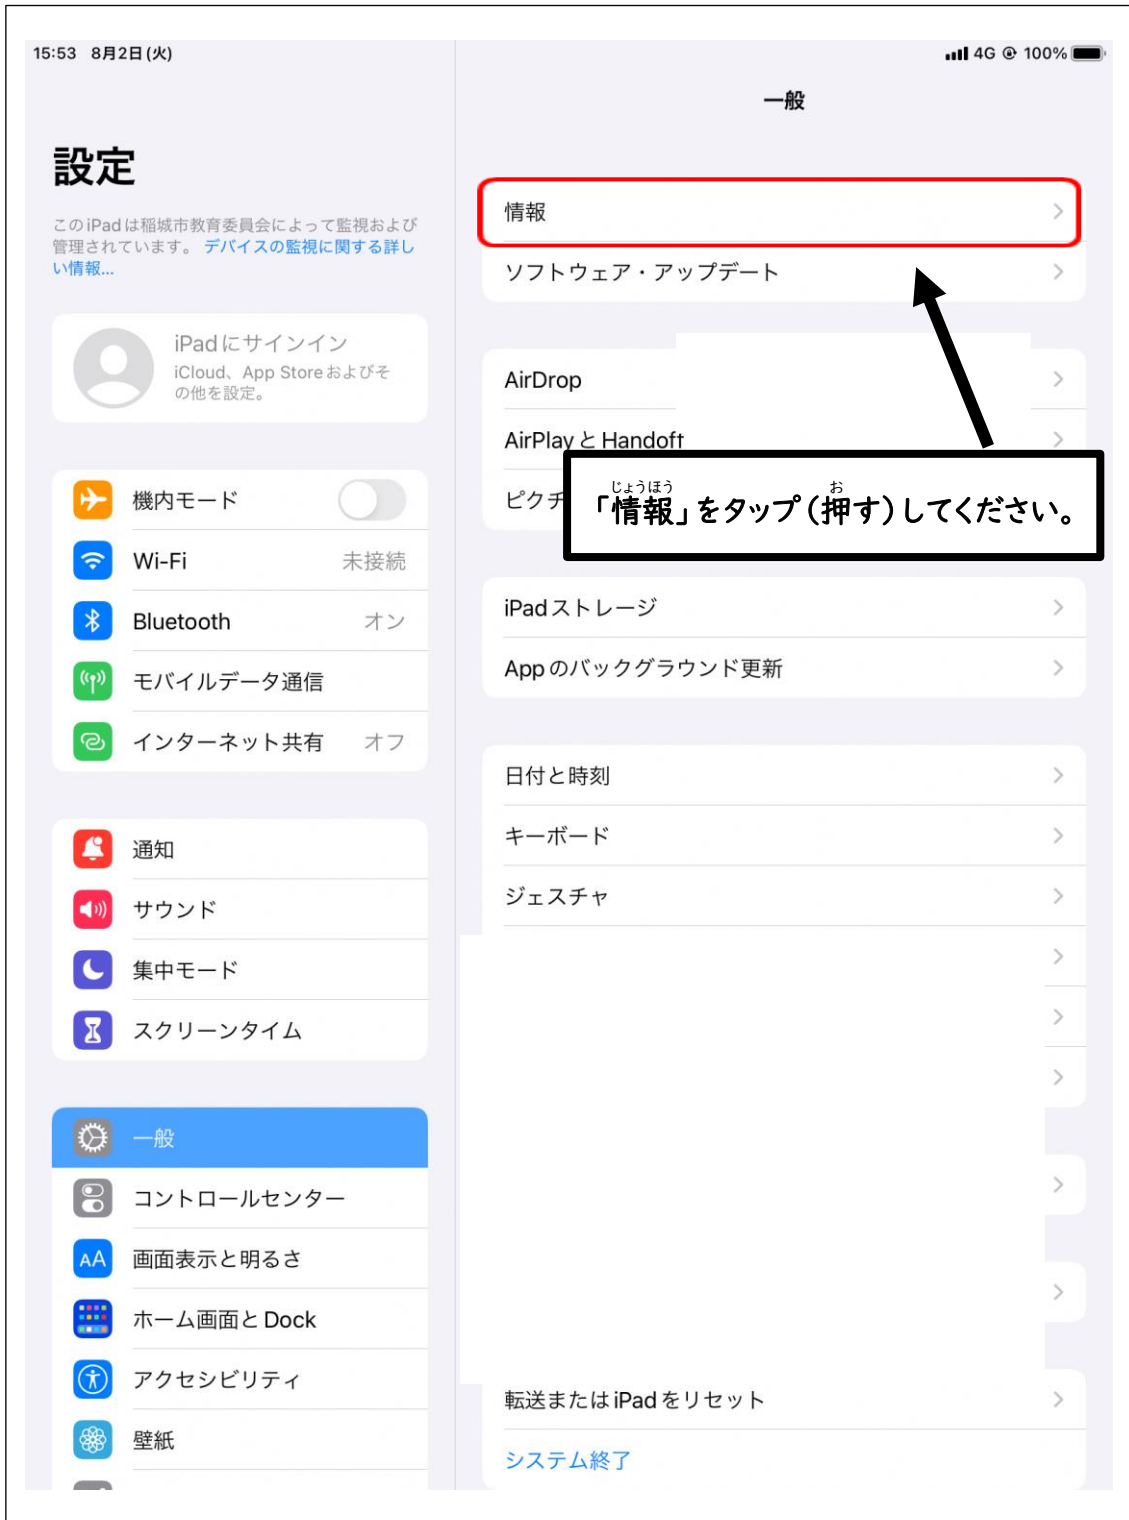 15:53 8月2日(火)
4G 100%
設定
このiPadは稲城市教育委員会によって監視および
管理されています。 デバイスの監視に関する詳し
い情報...
iPadにサインイン
iCloud、App Storeおよびそ
の他を設定。
機内モード
Wi-Fi 未接続
Bluetooth オン
モバイルデータ通信
インターネット共有 オフ
通知
サウンド
集中モード
スクリーンタイム
一般
コントロールセンター
AA 画面表示と明るさ
ホーム画面とDock
アクセシビリティ
壁紙
一般
情報
ソフトウェア・アップデート
AirDrop
AirPlayとHandoff
ピクチ
じょうほう お
「情報」をタップ(押す)してください。
iPadストレージ
Appのバックグラウンド更新
日付と時刻
キーボード
ジェスチャ
転送またはiPadをリセット
システム終了